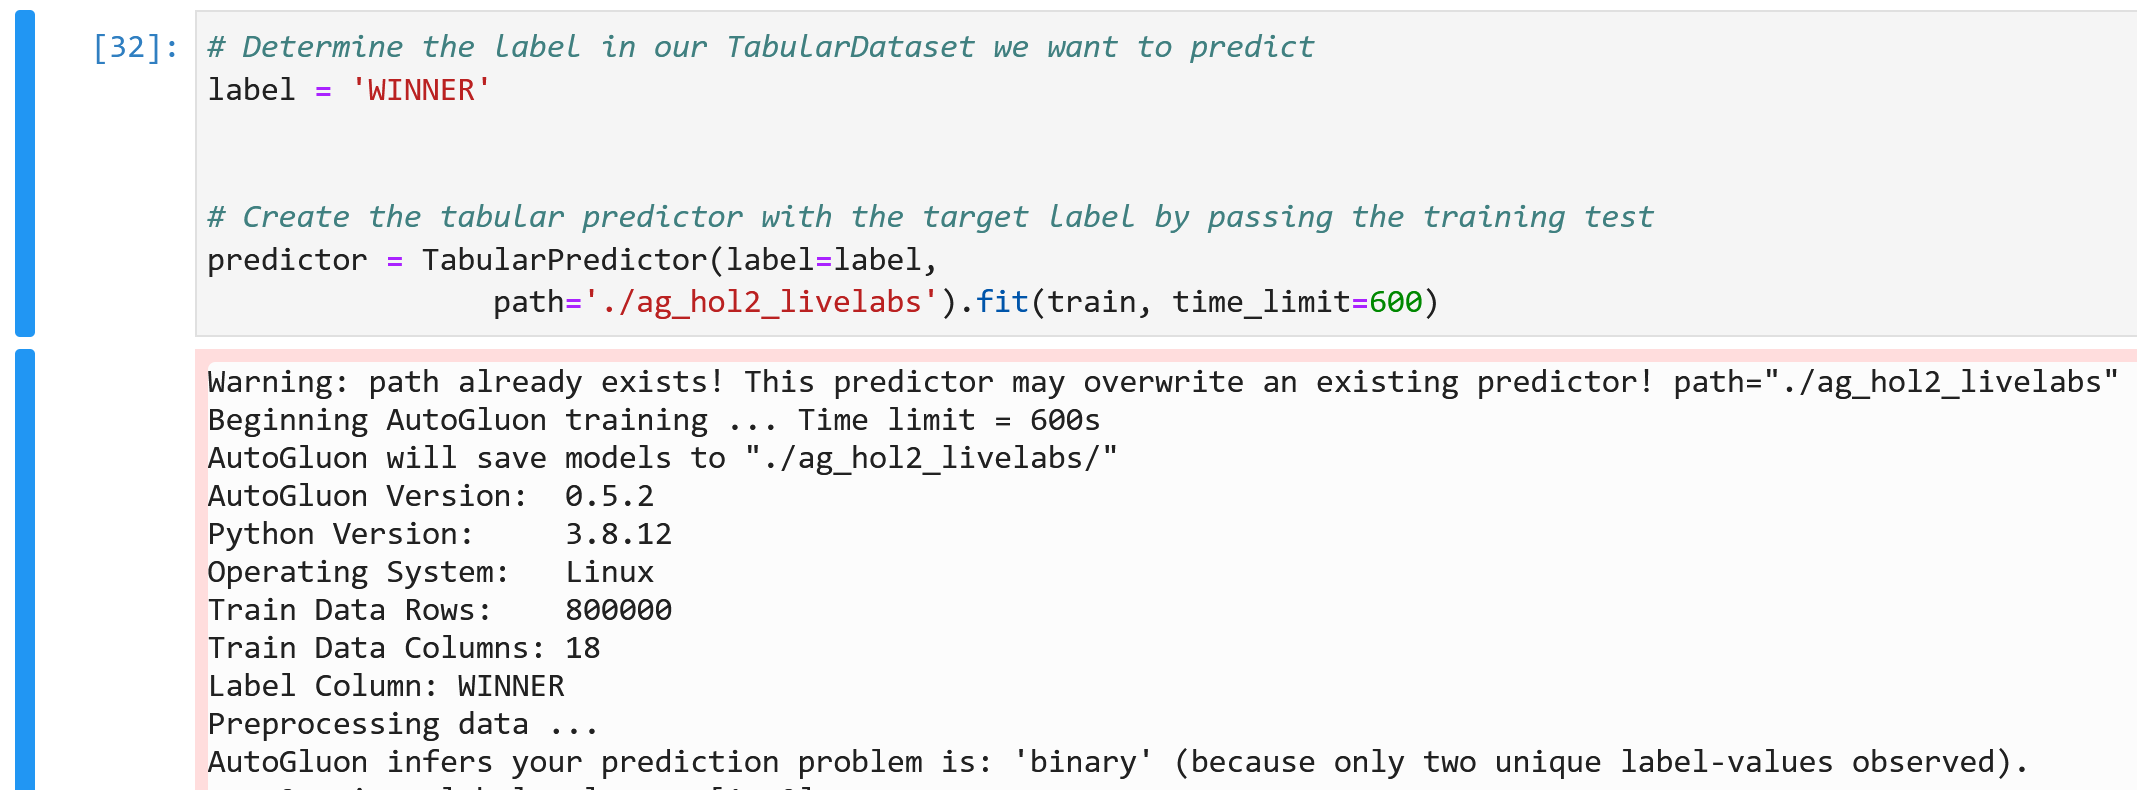 [32]: # Determine the label in our TabularDataset we want to predict
label = 'WINNER'
# Create the tabular predictor with the target label by passing the training test
predictor = TabularPredictor(label=label,
path='./ag_hol2_livelabs').fit(train, time_limit=600)
Warning: path already exists! This predictor may overwrite an existing predictor! path="./ag_hol2_livelabs"
Beginning AutoGluon training ... Time limit = 600s
AutoGluon will save models to "./ag_hol2_livelabs/"
AutoGluon Version:  0.5.2
Python Version:     3.8.12
Operating System:   Linux
Train Data Rows:    800000
Train Data Columns: 18
Label Column: WINNER
Preprocessing data ...
AutoGluon infers your prediction problem is: 'binary' (because only two unique label-values observed).